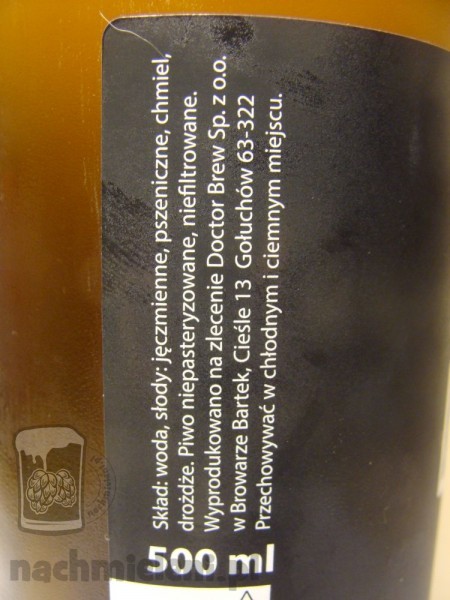 Skład: woda, słody: jęczmienne, pszeniczne, chmiel,
drożdże. Piwo niepasteryzowane, niefiltrowane.
Wyprodukowano na zlecenie Doctor Brew Sp. z o.o.
w Browarze Bartek, Cieśle 13 Gołuchów 63-322
Przechowywać w chłodnym i ciemnym miejscu.
500 ml